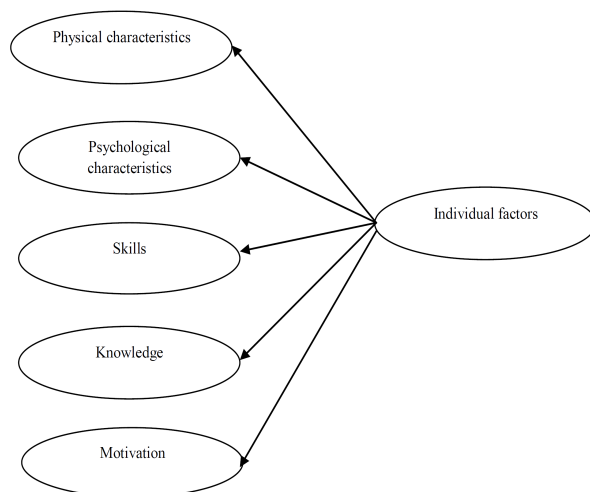 Physical characteristics
Psychological
characteristics
Individual factors
Skills
Knowledge
Motivation